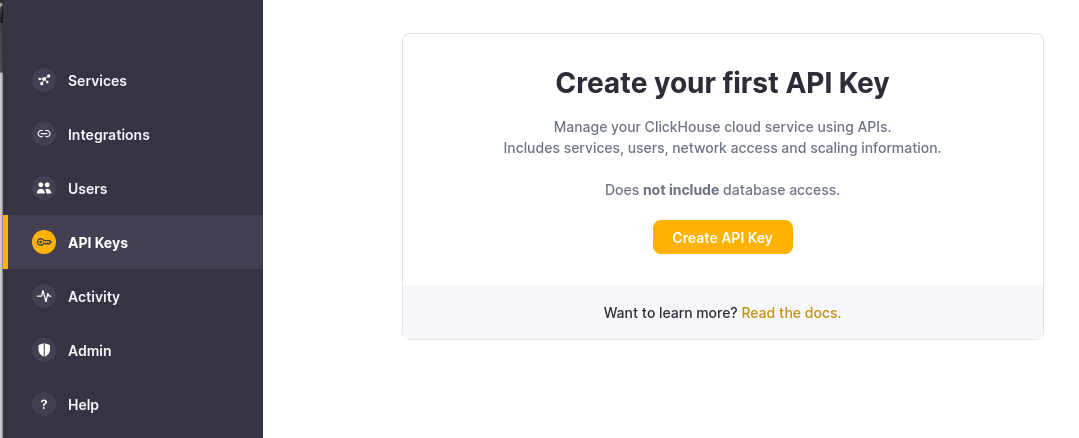 Services
Integrations
Users
API Keys
Activity
Admin
Help
Create your first API Key
Manage your ClickHouse cloud service using APIs.
Includes services, users, network access and scaling information.
Does not include database access.
Create API Key
Want to learn more? Read the docs.